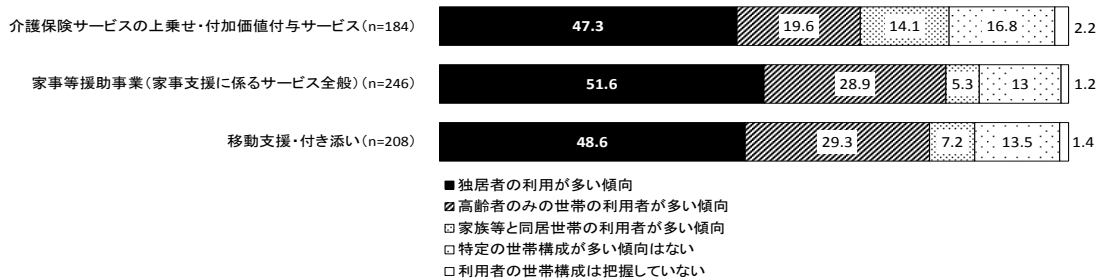 介護保険サービスの上乗せ・付加価値付与サービス(n=184) 47.3 19.6 14.1 16.8 2.2
家事等援助事業(家事支援に係るサービス全般)(n=246) 51.6 28.9 5.3 13 1.2
移動支援・付き添い(n=208) 48.6 29.3 7.2 13.5 1.4
独居者の利用が多い傾向
高齢者のみの世帯の利用者が多い傾向
家族等と同居世帯の利用者が多い傾向
特定の世帯構成が多い傾向はない
利用者の世帯構成は把握していない